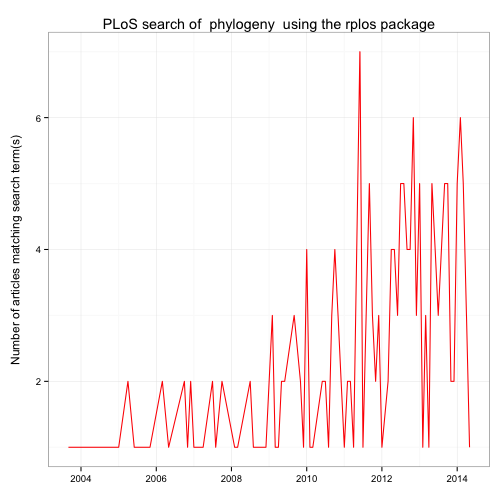 PLoS search of  phylogeny  using the rplos package
Number of articles matching search term(s)
6
4
2
2004 2006 2008 2010 2012 2014